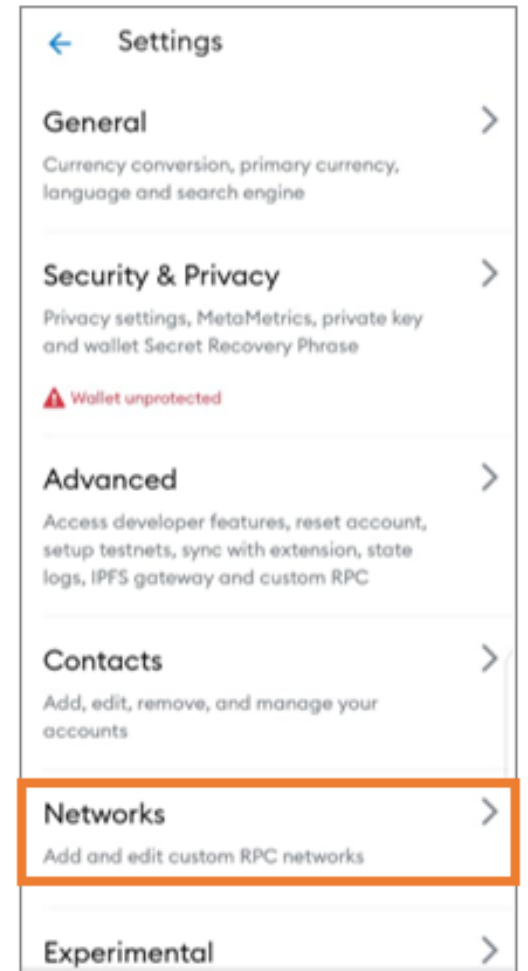 Settings
General
Currency conversion, primary currency,
language and search engine
Security & Privacy
Privacy settings, MetaMetrics, private key
and wallet Secret Recovery Phrase
Wallet unprotected
Advanced
Access developer features, reset account,
setup testnets, sync with extension, state
logs, IPFS gateway and custom RPC
Contacts
Add, edit, remove, and manage your
accounts
Networks
Add and edit custom RPC networks
Experimental